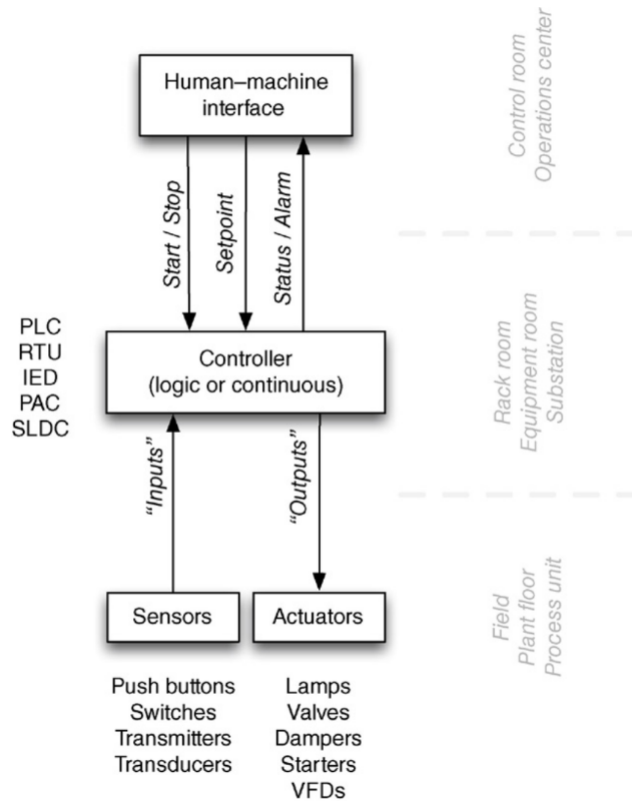 Human–machine
interface
Control room
Operations center
Start / Stop
Setpoint
Status / Alarm
PLC
RTU
IED
PAC
SLDC
Controller
(logic or continuous)
Rack room
Equipment room
Substation
“Inputs”
“Outputs”
Sensors
Actuators
Field
Plant floor
Process unit
Push buttons
Switches
Transmitters
Transducers
Lamps
Valves
Dampers
Starters
VFDs